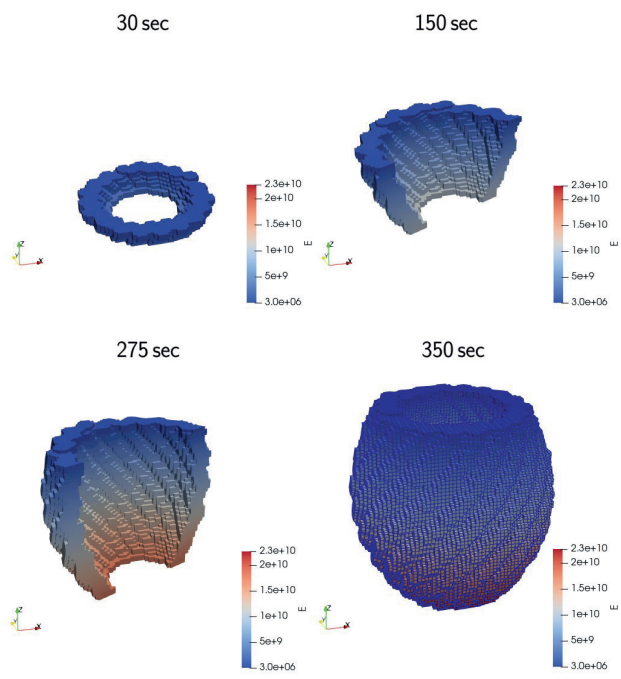 30 sec
150 sec
2.3e+10
2e+10
1.5e+10
1e+10
5e+9
3.0e+06
E
Z
Y
X
2.3e+10
2e+10
1.5e+10
1e+10
5e+9
3.0e+06
E
Z
Y
X
275 sec
350 sec
2.3e+10
2e+10
1.5e+10
1e+10
5e+9
3.0e+06
E
Z
Y
X
2.3e+10
2e+10
1.5e+10
1e+10
5e+9
3.0e+06
E
Z
Y
X